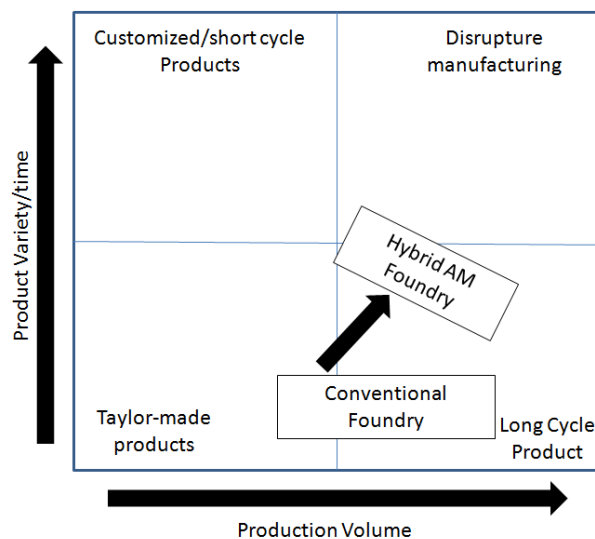 Customized/short cycle
Products
Disrupture
manufacturing
Product Variety/time
Hybrid AM
Foundry
Conventional
Foundry
Taylor-made
products
Long Cycle
Product
Production Volume